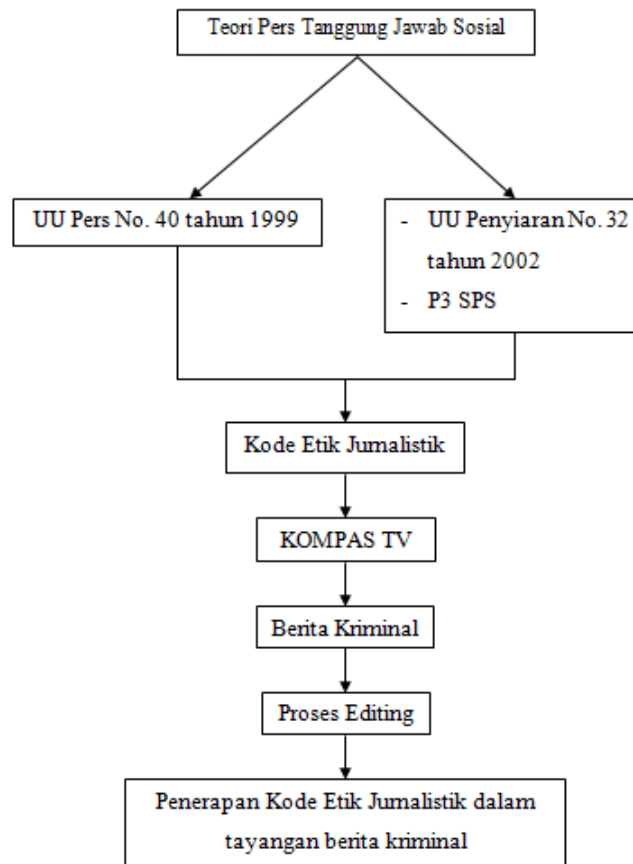 Teori Pers Tanggung Jawab Sosial
UU Pers No. 40 tahun 1999
- UU Penyiaran No. 32
tahun 2002
- P3 SPS
Kode Etik Jurnalistik
KOMPAS TV
Berita Kriminal
Proses Editing
Penerapan Kode Etik Jurnalistik dalam
tayangan berita kriminal